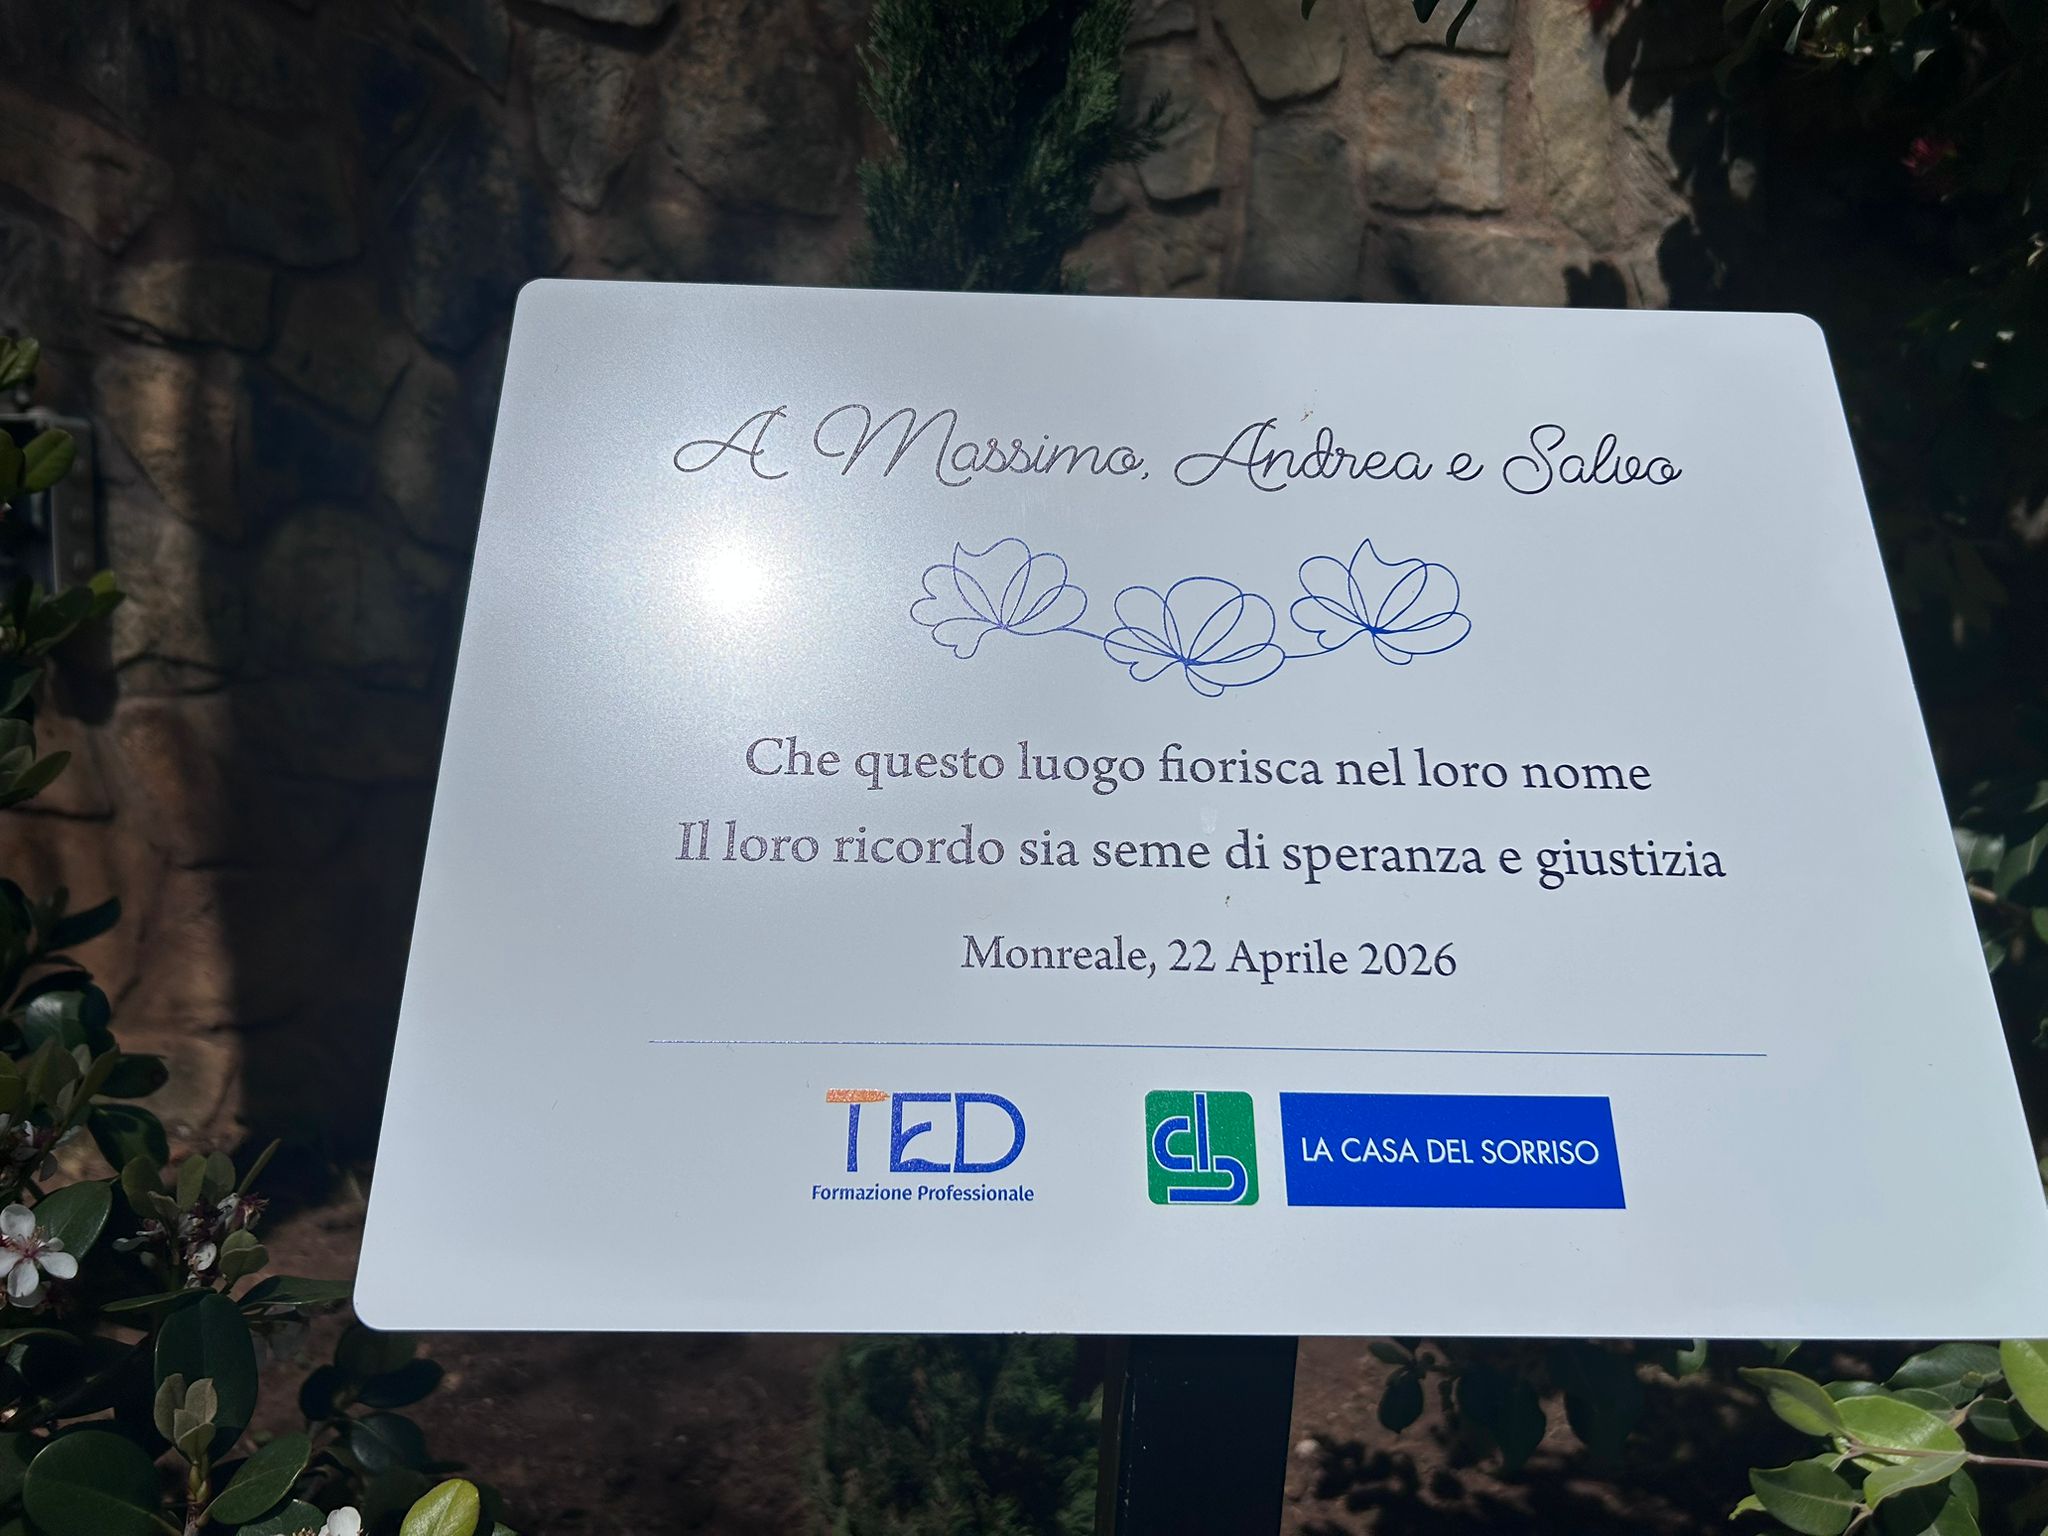 A Massimo, Andrea e Salvo
Che questo luogo fiorisca nel loro nome
Il loro ricordo sia seme di speranza e giustizia
Monreale, 22 Aprile 2026
TED
Formazione Professionale
LA CASA DEL SORRISO